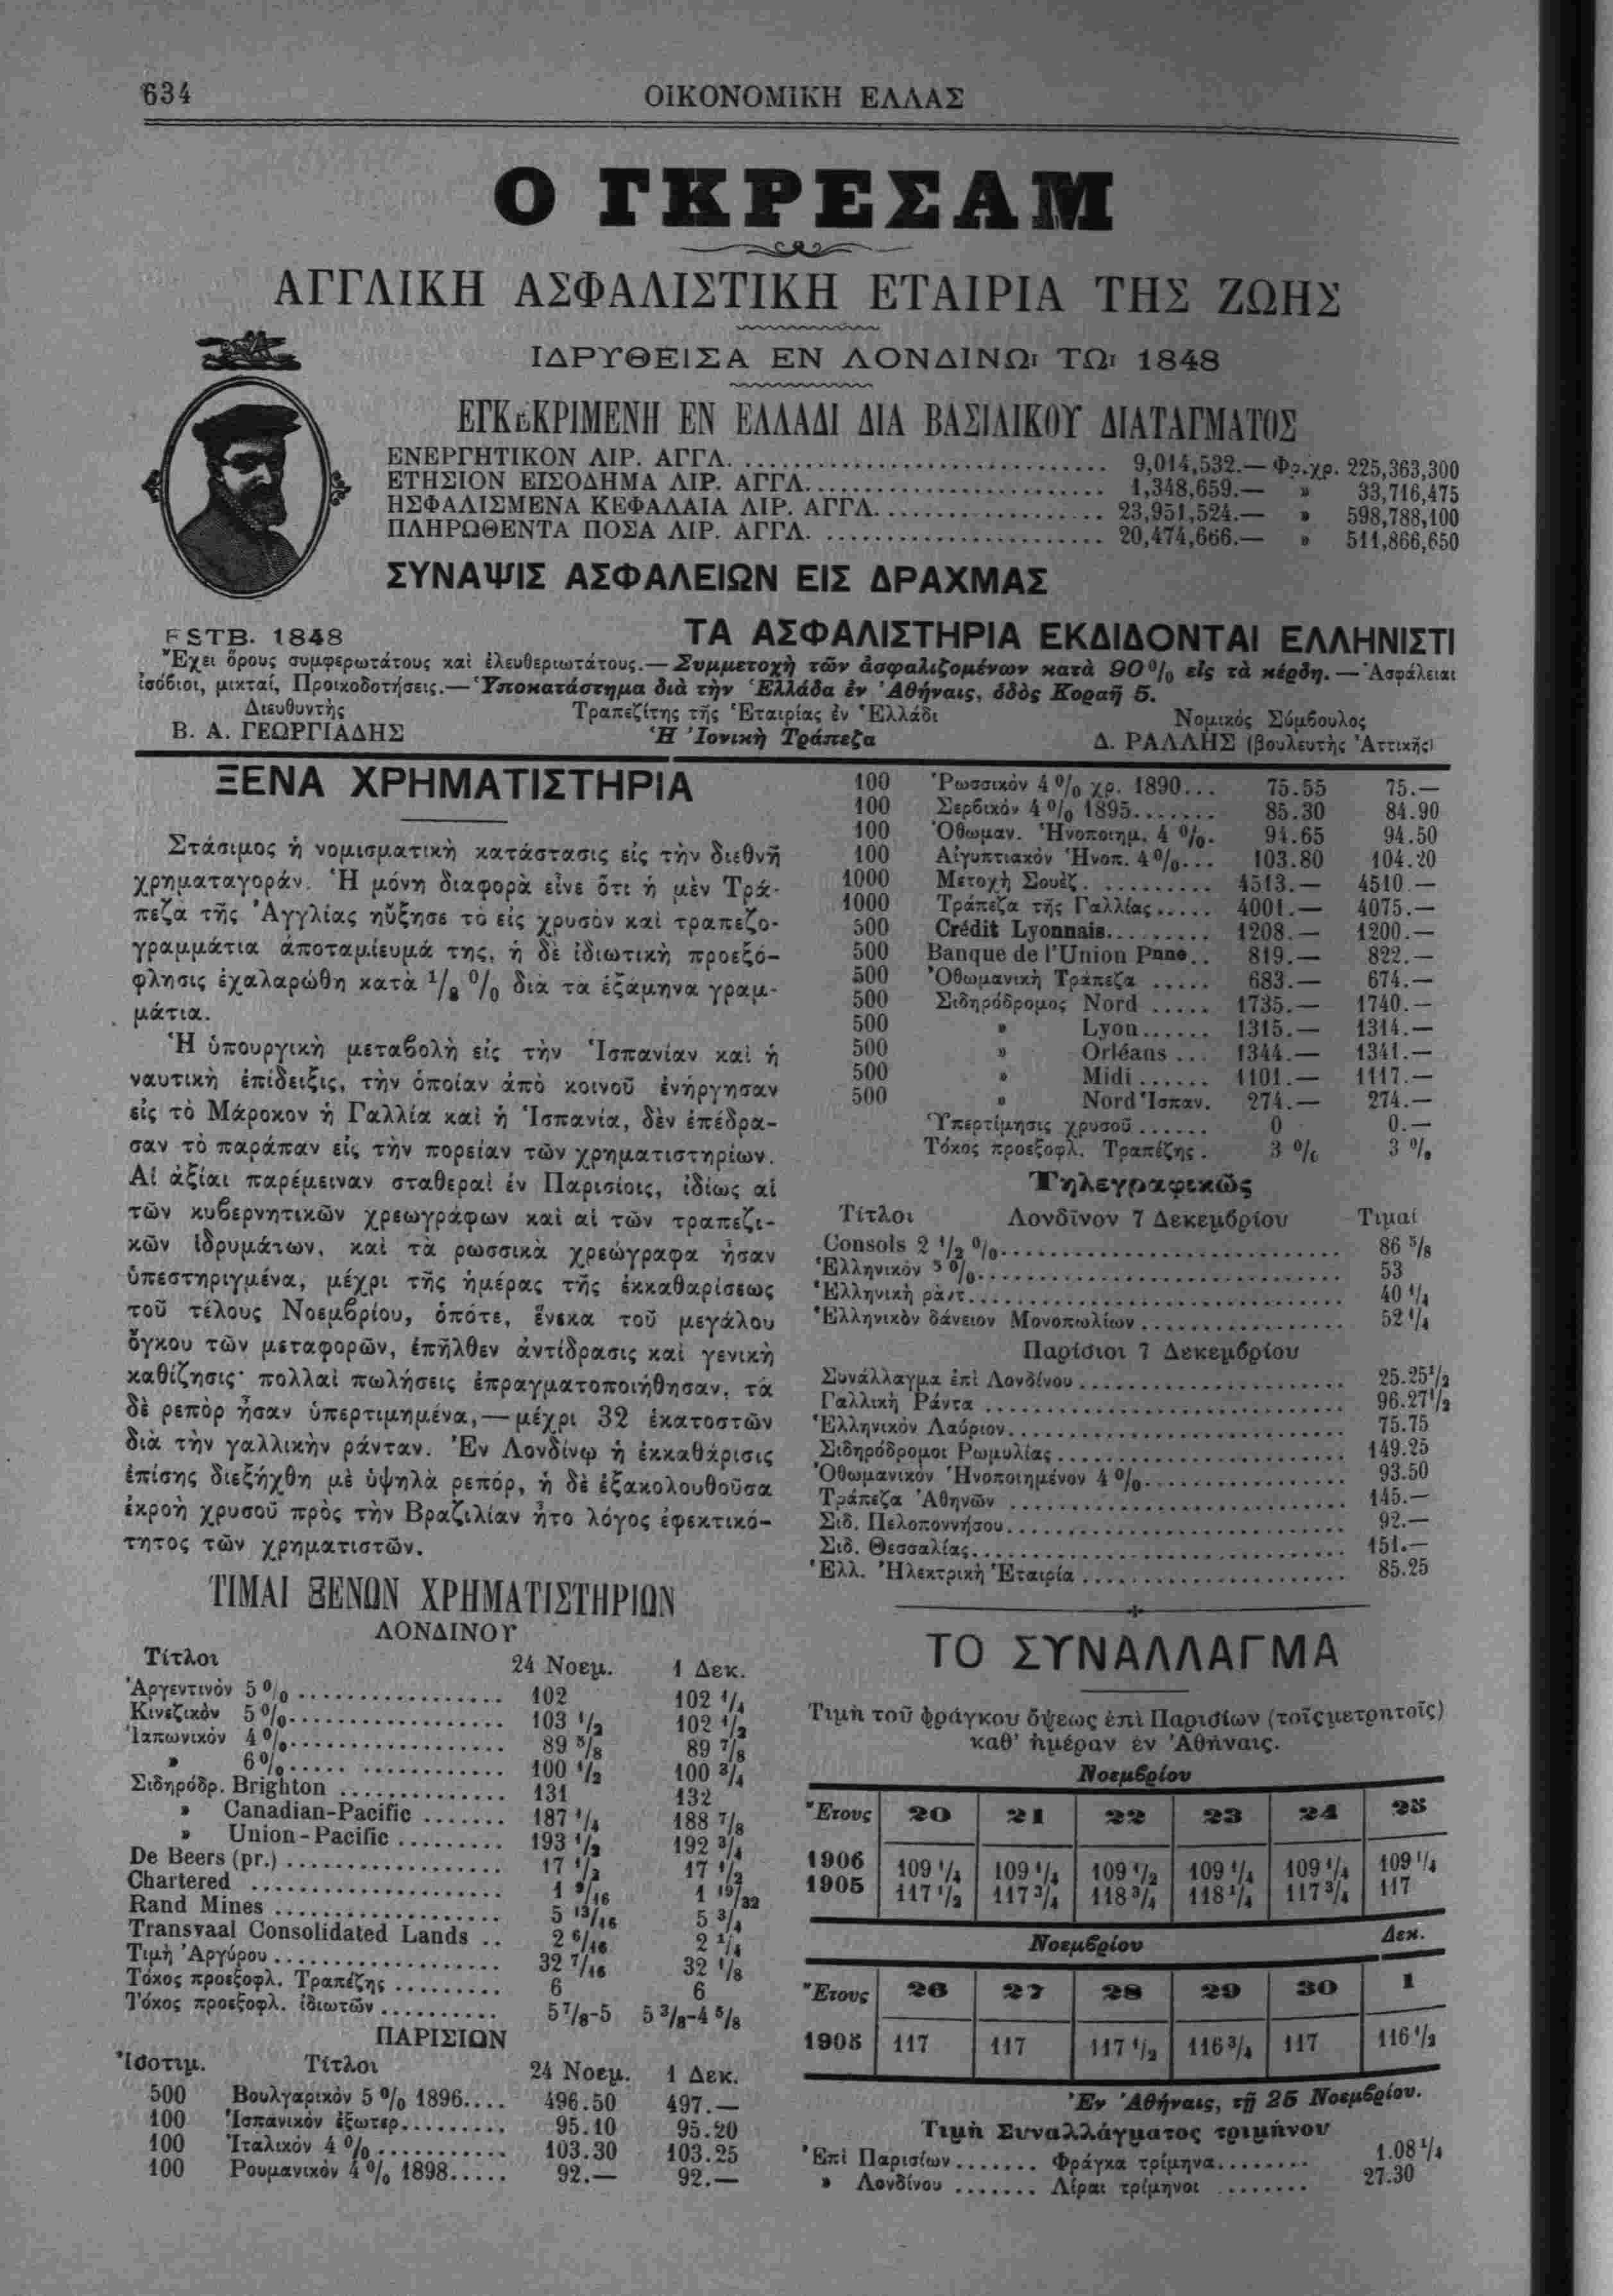 634
ΟΙΚΟΝΟΜΙΚΗ ΕΛΛΑΣ
Ο ΓΚΡΕΣΑΜ
ΑΓΓΛΙΚΗ ΑΣΦΑΛΙΣΤΙΚΗ ΕΤΑΙΡΙΑ ΤΗΣ ΖΩΗΣ
ΙΔΡΥΘΕΙΣΑ ΕΝ ΛΟΝΔΙΝΩι ΤΩι 1848
ΕΓΚεΚΡΙΜΕΝΗ ΕΝ ΕΛΛΑΔΙ ΔΙΑ ΒΑΣΙΛΙΚΟΥ ΔΙΑΤΑΓΜΑΤΟΣ
ΕΝΕΡΓΗΤΙΚΟΝ ΛΙΡ. ΑΓΓΛ. ........ 9,014,532.— Φρ.χρ. 225,363,300
ΕΤΗΣΙΟΝ ΕΙΣΟΔΗΜΑ ΛΙΡ. ΑΓΓΛ. ........ 1,348,659.— » 33,716,475
ΗΣΦΑΛΙΣΜΕΝΑ ΚΕΦΑΛΑΙΑ ΛΙΡ. ΑΓΓΛ. ........ 23,951,524.— » 598,788,100
ΠΛΗΡΩΘΕΝΤΑ ΠΟΣΑ ΛΙΡ. ΑΓΓΛ. ........ 20,474,666.— » 511,866,650
ΣΥΝΑΨΙΣ ΑΣΦΑΛΕΙΩΝ ΕΙΣ ΔΡΑΧΜΑΣ
ESTB. 1848
ΤΑ ΑΣΦΑΛΙΣΤΗΡΙΑ ΕΚΔΙΔΟΝΤΑΙ ΕΛΛΗΝΙΣΤΙ
Ἔχει ὅρους συμφερωτάτους καὶ ἐλευθεριωτάτους.— Συμμετοχὴ τῶν ἀσφαλιζομένων κατὰ 90 % εἰς τὰ κέρδη. — Ἀσφάλειαι
ἰσόβιοι, μικταί, Προικοδοτήσεις.— Ὑποκατάστημα διὰ τὴν Ἑλλάδα ἐν Ἀθήναις, ὁδὸς Κοραῆ 5.
Διευθυντὴς
Β. Α. ΓΕΩΡΓΙΑΔΗΣ
Τραπεζίτης τῆς Ἑταιρίας ἐν Ἑλλάδι
Ἡ Ἰονικὴ Τράπεζα
Νομικὸς Σύμβουλος
Δ. ΡΑΛΛΗΣ (βουλευτὴς Ἀττικῆς)
ΞΕΝΑ ΧΡΗΜΑΤΙΣΤΗΡΙΑ
Στάσιμος ἡ νομισματικὴ κατάστασις εἰς τὴν διεθνῆ
χρηματαγοράν. Ἡ μόνη διαφορὰ εἶνε ὅτι ἡ μὲν Τρά-
πεζα τῆς Ἀγγλίας ηὔξησε τὸ εἰς χρυσὸν καὶ τραπεζο-
γραμμάτια ἀποταμίευμά της, ἡ δὲ ἰδιωτικὴ προεξό-
φλησις ἐχαλαρώθη κατὰ 1/8 % διὰ τα ἑξάμηνα γραμ-
μάτια.
Ἡ ὑπουργικὴ μεταβολὴ εἰς τὴν Ἱσπανίαν καὶ ἡ
ναυτικὴ ἐπίδειξις, τὴν ὁποίαν ἀπὸ κοινοῦ ἐνήργησαν
εἰς τὸ Μάροκον ἡ Γαλλία καὶ ἡ Ἱσπανία, δὲν ἐπέδρα-
σαν τὸ παράπαν εἰς τὴν πορείαν τῶν χρηματιστηρίων.
Αἱ ἀξίαι παρέμειναν σταθεραὶ ἐν Παρισίοις, ἰδίως αἱ
τῶν κυβερνητικῶν χρεωγράφων καὶ αἱ τῶν τραπεζι-
κῶν ἱδρυμάτων, καὶ τὰ ρωσσικὰ χρεώγραφα ἦσαν
ὑπεστηριγμένα, μέχρι τῆς ἡμέρας τῆς ἐκκαθαρίσεως
τοῦ τέλους Νοεμβρίου, ὁπότε, ἕνεκα τοῦ μεγάλου
ὄγκου τῶν μεταφορῶν, ἐπῆλθεν ἀντίδρασις καὶ γενικὴ
καθίζησις· πολλαὶ πωλήσεις ἐπραγματοποιήθησαν, τὰ
δὲ ρεπὸρ ἦσαν ὑπερτιμημένα,— μέχρι 32 ἑκατοστῶν
διὰ τὴν γαλλικὴν ράνταν. Ἐν Λονδίνῳ ἡ ἐκκαθάρισις
ἐπίσης διεξήχθη μὲ ὑψηλὰ ρεπόρ, ἡ δὲ ἐξακολουθοῦσα
ἐκροὴ χρυσοῦ πρὸς τὴν Βραζιλίαν ἦτο λόγος ἐφεκτικό-
τητος τῶν χρηματιστῶν.
ΤΙΜΑΙ ΞΕΝΩΝ ΧΡΗΜΑΤΙΣΤΗΡΙΩΝ
ΛΟΝΔΙΝΟΥ
Τίτλοι 24 Νοεμ. 1 Δεκ.
Ἀργεντινὸν 5 % ........ 102 102 1/4
Κινεζικὸν 5 % ........ 103 1/2 102 1/2
Ἰαπωνικὸν 4 % ........ 89 5/8 89 7/8
» 6 % ........ 100 1/2 100 3/4
Σιδηρόδρ. Brighton ........ 131 132
» Canadian-Pacific ........ 187 1/4 188 7/8
» Union-Pacific ........ 193 1/2 192 3/4
De Beers (pr.) ........ 17 1/2 17 1/2
Chartered ........ 1 9/16 1 19/32
Rand Mines ........ 5 13/16 5 3/4
Transvaal Consolidated Lands .. 2 6/16 2 1/4
Τιμὴ Ἀργύρου ........ 32 7/16 32 1/8
Τόκος προεξοφλ. Τραπέζης ........ 6 6
Τόκος προεξοφλ. ἰδιωτῶν ........ 5 7/8-5 5 3/8-4 5/8
ΠΑΡΙΣΙΩΝ
Ἰσοτιμ. Τίτλοι 24 Νοεμ. 1 Δεκ.
500 Βουλγαρικὸν 5 % 1896.... 496.50 497.—
100 Ἱσπανικὸν ἐξωτερ. ........ 95.10 95.20
100 Ἰταλικὸν 4 % ........ 103.30 103.25
100 Ρουμανικὸν 4 % 1898..... 92.— 92.—
100 Ῥωσσικὸν 4 % χρ. 1890... 75.55 75.—
100 Σερβικὸν 4 % 1895....... 85.30 84.90
100 Ὀθωμαν. Ἡνοποιημ. 4 %. 94.65 94.50
100 Αἰγυπτιακὸν Ἡνοπ. 4 %... 103.80 104.20
1000 Μετοχὴ Σουὲζ. ........ 4513.— 4510.—
1000 Τράπεζα τῆς Γαλλίας..... 4001.— 4075.—
500 Crédit Lyonnais......... 1208.— 1200.—
500 Banque de l'Union Pnne.. 819.— 822.—
500 Ὀθωμανικὴ Τράπεζα ..... 683.— 674.—
500 Σιδηρόδρομος Nord ..... 1735.— 1740.—
500 » Lyon...... 1315.— 1314.—
500 » Orléans ... 1344.— 1341.—
500 » Midi ...... 1101.— 1117.—
500 » Nord Ἱσπαν. 274.— 274.—
Ὑπερτίμησις χρυσοῦ ...... 0 0.—
Τόκος προεξοφλ. Τραπέζης . 3 % 3 %
Τηλεγραφικῶς
Τίτλοι Λονδῖνον 7 Δεκεμβρίου Τιμαί
Consols 2 1/2 % ........ 86 5/8
Ἑλληνικὸν 5 % ........ 53
Ἑλληνικὴ ράντ. ........ 40 1/4
Ἑλληνικὸν δάνειον Μονοπωλίων ........ 52 1/4
Παρίσιοι 7 Δεκεμβρίου
Συνάλλαγμα ἐπὶ Λονδίνου ........ 25.25 1/2
Γαλλικὴ Ράντα ........ 96.27 1/2
Ἑλληνικὸν Λαύριον ........ 75.75
Σιδηρόδρομοι Ρωμυλίας ........ 149.25
Ὀθωμανικὸν Ἡνοποιημένον 4 % ........ 93.50
Τράπεζα Ἀθηνῶν ........ 145.—
Σιδ. Πελοποννήσου ........ 92.—
Σιδ. Θεσσαλίας ........ 151.—
Ἑλλ. Ἠλεκτρικὴ Ἑταιρία ........ 85.25
ΤΟ ΣΥΝΑΛΛΑΓΜΑ
Τιμὴ τοῦ φράγκου ὄψεως ἐπὶ Παρισίων (τοῖς μετρητοῖς)
καθ' ἡμέραν ἐν Ἀθήναις.
Νοεμβρίου
Ἔτους 20 21 22 23 24 25
1906 109 1/4 109 1/4 109 1/2 109 1/4 109 1/4 109 1/4
1905 117 1/2 117 3/4 118 3/4 118 1/4 117 3/4 117
Νοεμβρίου Δεκ.
Ἔτους 26 27 28 29 30 1
1905 117 117 117 1/2 116 3/4 117 116 1/2
Ἐν Ἀθήναις, τῇ 25 Νοεμβρίου.
Τιμὴ Συναλλάγματος τριμήνου
Ἐπὶ Παρισίων ....... Φράγκα τρίμηνα ........ 1.08 1/4
» Λονδίνου ....... Λίραι τρίμηνοι ........ 27.30